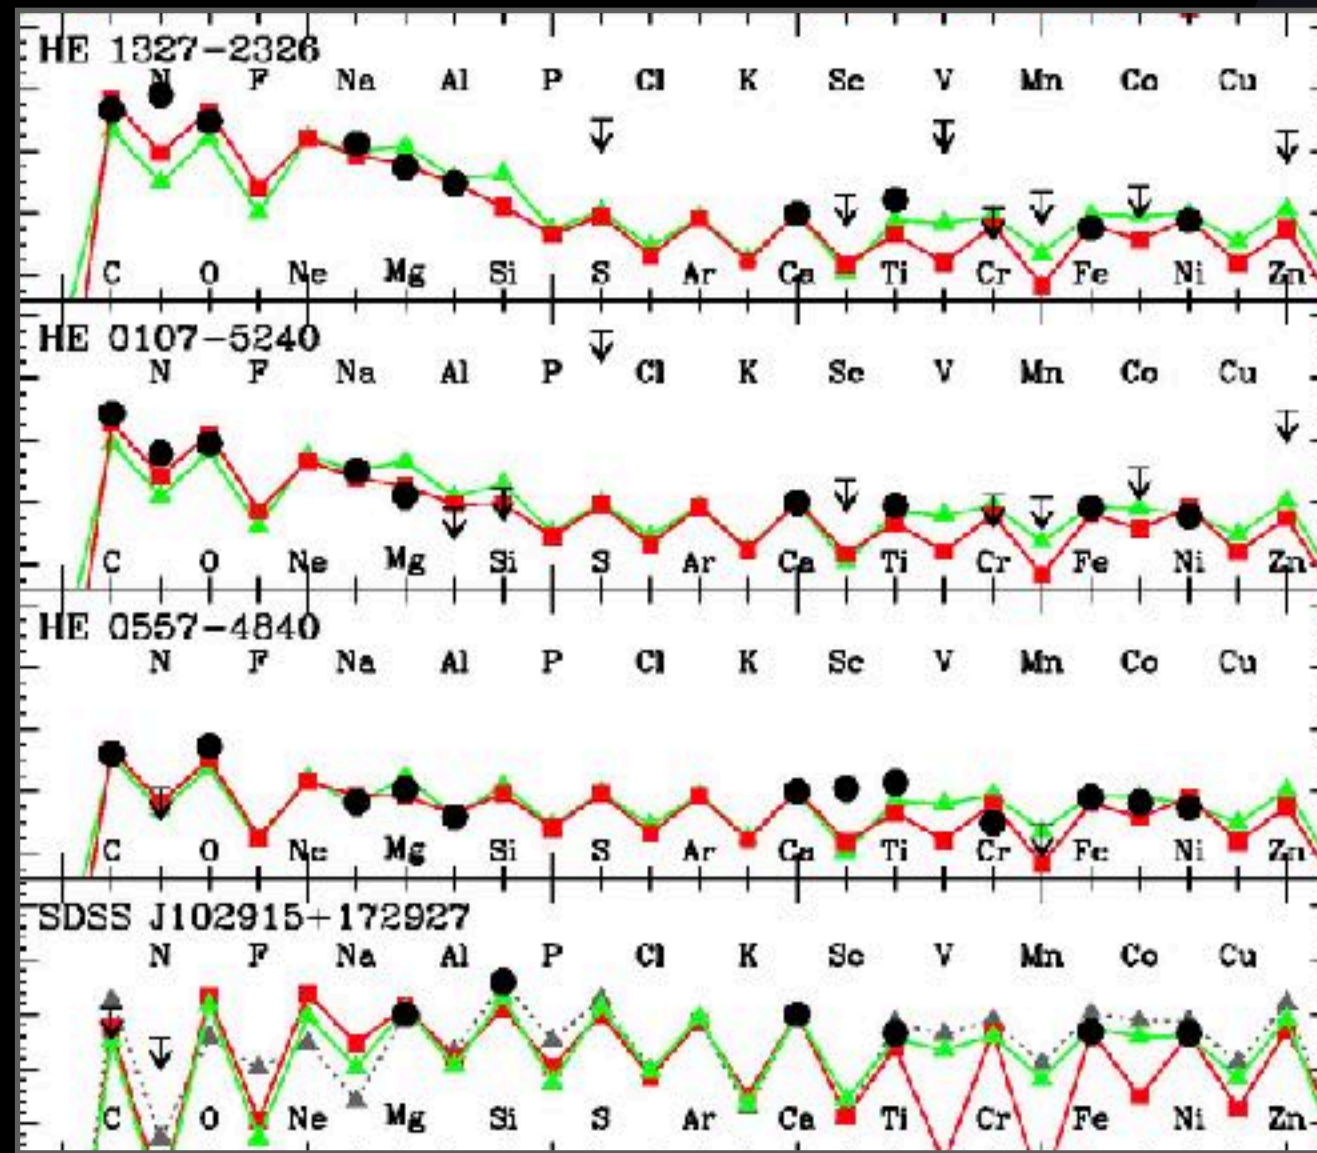 HE 1327-2326
N F Na Al P Cl K Sc V Mn Co Cu
C O Ne Mg Si S Ar Ca Ti Cr Fe Ni Zn
HE 0107-5240
N F Na Al P Cl K Sc V Mn Co Cu
C O Ne Mg Si S Ar Ca Ti Cr Fe Ni Zn
HE 0557-4840
N F Na Al P Cl K Sc V Mn Co Cu
C O Ne Mg Si S Ar Ca Ti Cr Fe Ni Zn
SDSS J102915+172927
N F Na Al P Cl K Sc V Mn Co Cu
C O Ne Mg Si S Ar Ca Ti Cr Fe Ni Zn